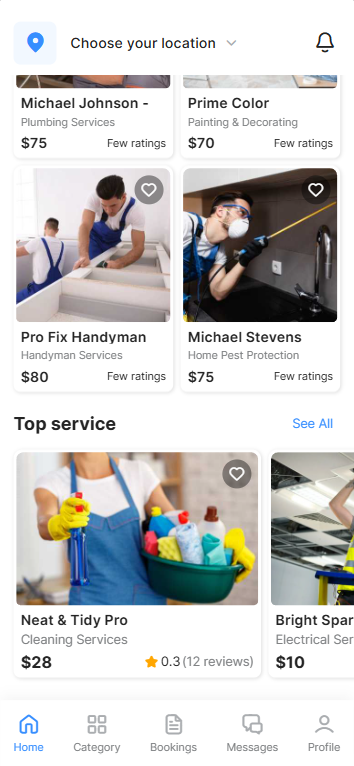 Choose your location
Michael Johnson -
Plumbing Services
$75 Few ratings
Prime Color
Painting & Decorating
$70 Few ratings
Pro Fix Handyman
Handyman Services
$80 Few ratings
Michael Stevens
Home Pest Protection
$75 Few ratings
Top service See All
Neat & Tidy Pro
Cleaning Services
$28 0.3 (12 reviews)
Bright Spar
Electrical Ser
$10
Home Category Bookings Messages Profile